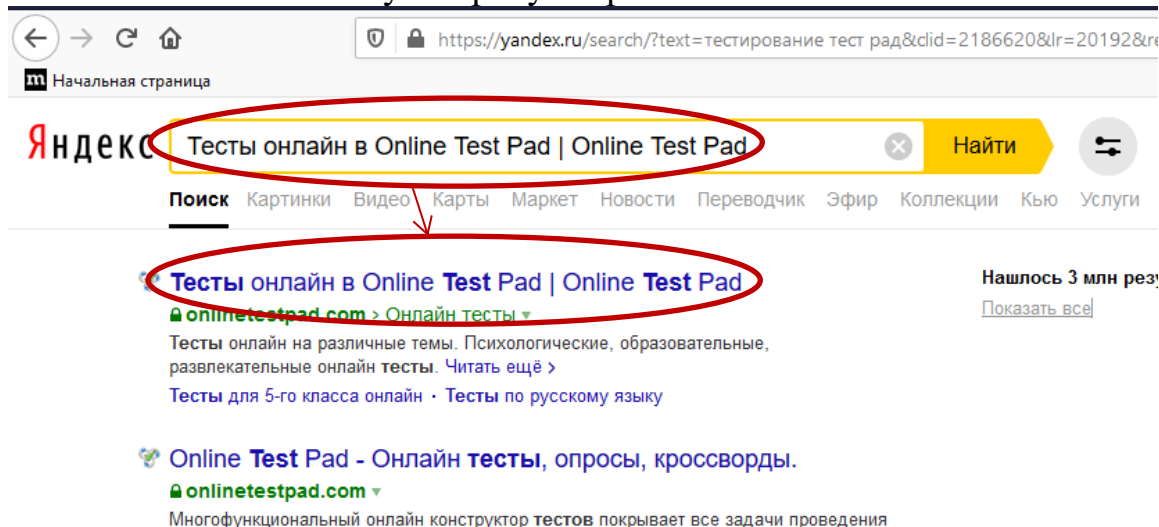 https://yandex.ru/search/?text=тестирование тест рад&clid=2186620&lr=20192&re
m Начальная страница
Яндекс Тесты онлайн в Online Test Pad | Online Test Pad Найти
Поиск Картинки Видео Карты Маркет Новости Переводчик Эфир Коллекции Кью Услуги
Тесты онлайн в Online Test Pad | Online Test Pad
Нашлось 3 млн резу
onlinetestpad.com › Онлайн тесты
Показать все
Тесты онлайн на различные темы. Психологические, образовательные,
развлекательные онлайн тесты. Читать ещё ›
Тесты для 5-го класса онлайн · Тесты по русскому языку
Online Test Pad - Онлайн тесты, опросы, кроссворды.
onlinetestpad.com
Многофункциональный онлайн конструктор тестов покрывает все задачи проведения